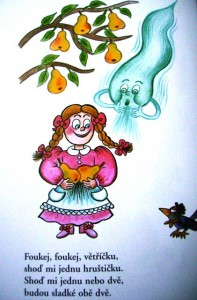 Foukej, foukej, větříčku,
shoď mi jednu hruštičku.
Shoď mi jednu nebo dvě,
budou sladké obě dvě.